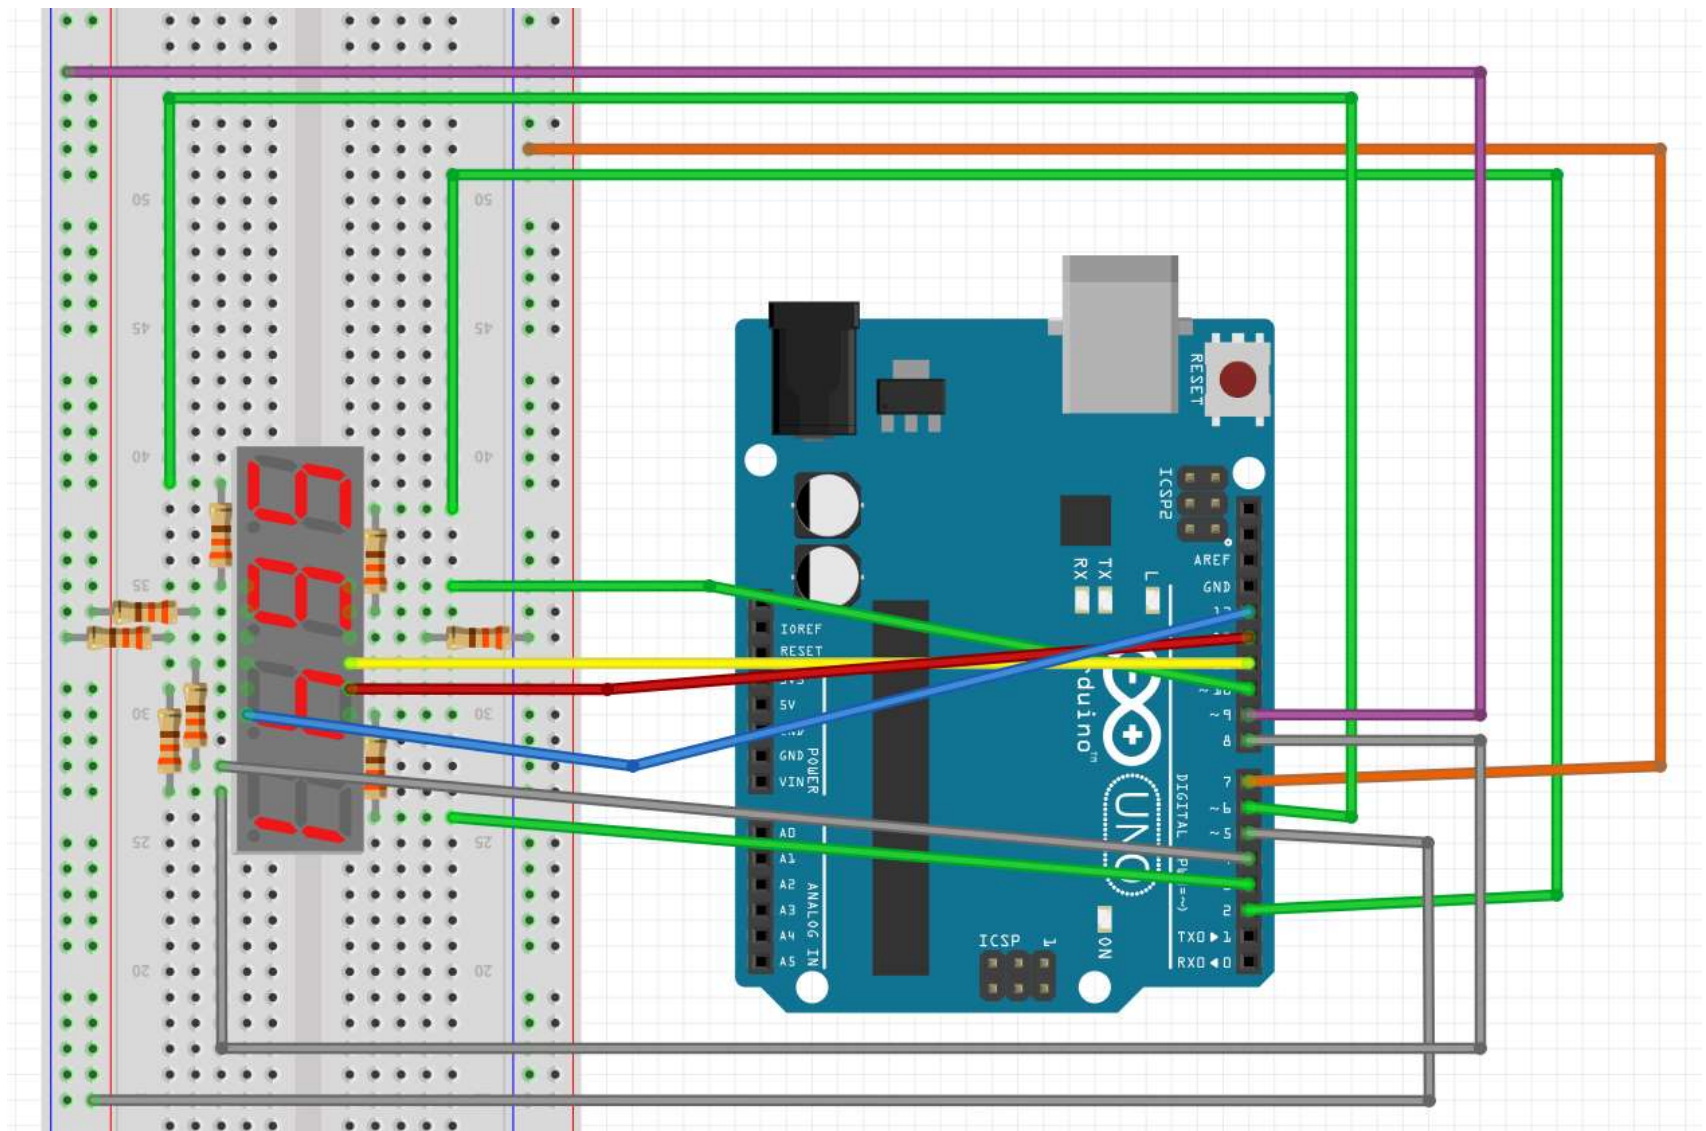 50 50
45 45
RESET
40 40
ICSP2
35
AREF
RX TX L
GND
IOREF
RESET
30 30
5V
~9
GND
8
VIN
POWER
Arduino™
7
DIGITAL
UNO
~6
~5
25 25
A0
A1
A2
A3
ANALOG IN
2
A4
ICSP 1
ON
TX0▶1
A5
RX0◀0
20 20